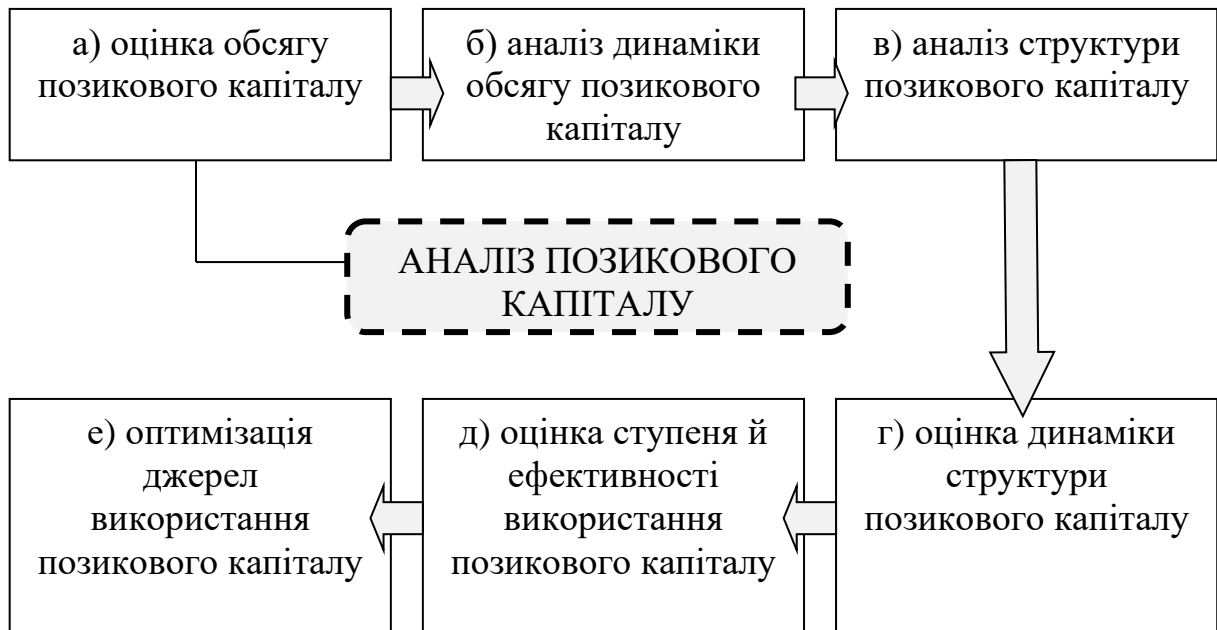 а) оцінка обсягу
позикового капіталу
б) аналіз динаміки
обсягу позикового
капіталу
в) аналіз структури
позикового капіталу
АНАЛІЗ ПОЗИКОВОГО
КАПІТАЛУ
е) оптимізація
джерел
використання
позикового капіталу
д) оцінка ступеня й
ефективності
використання
позикового капіталу
г) оцінка динаміки
структури
позикового капіталу